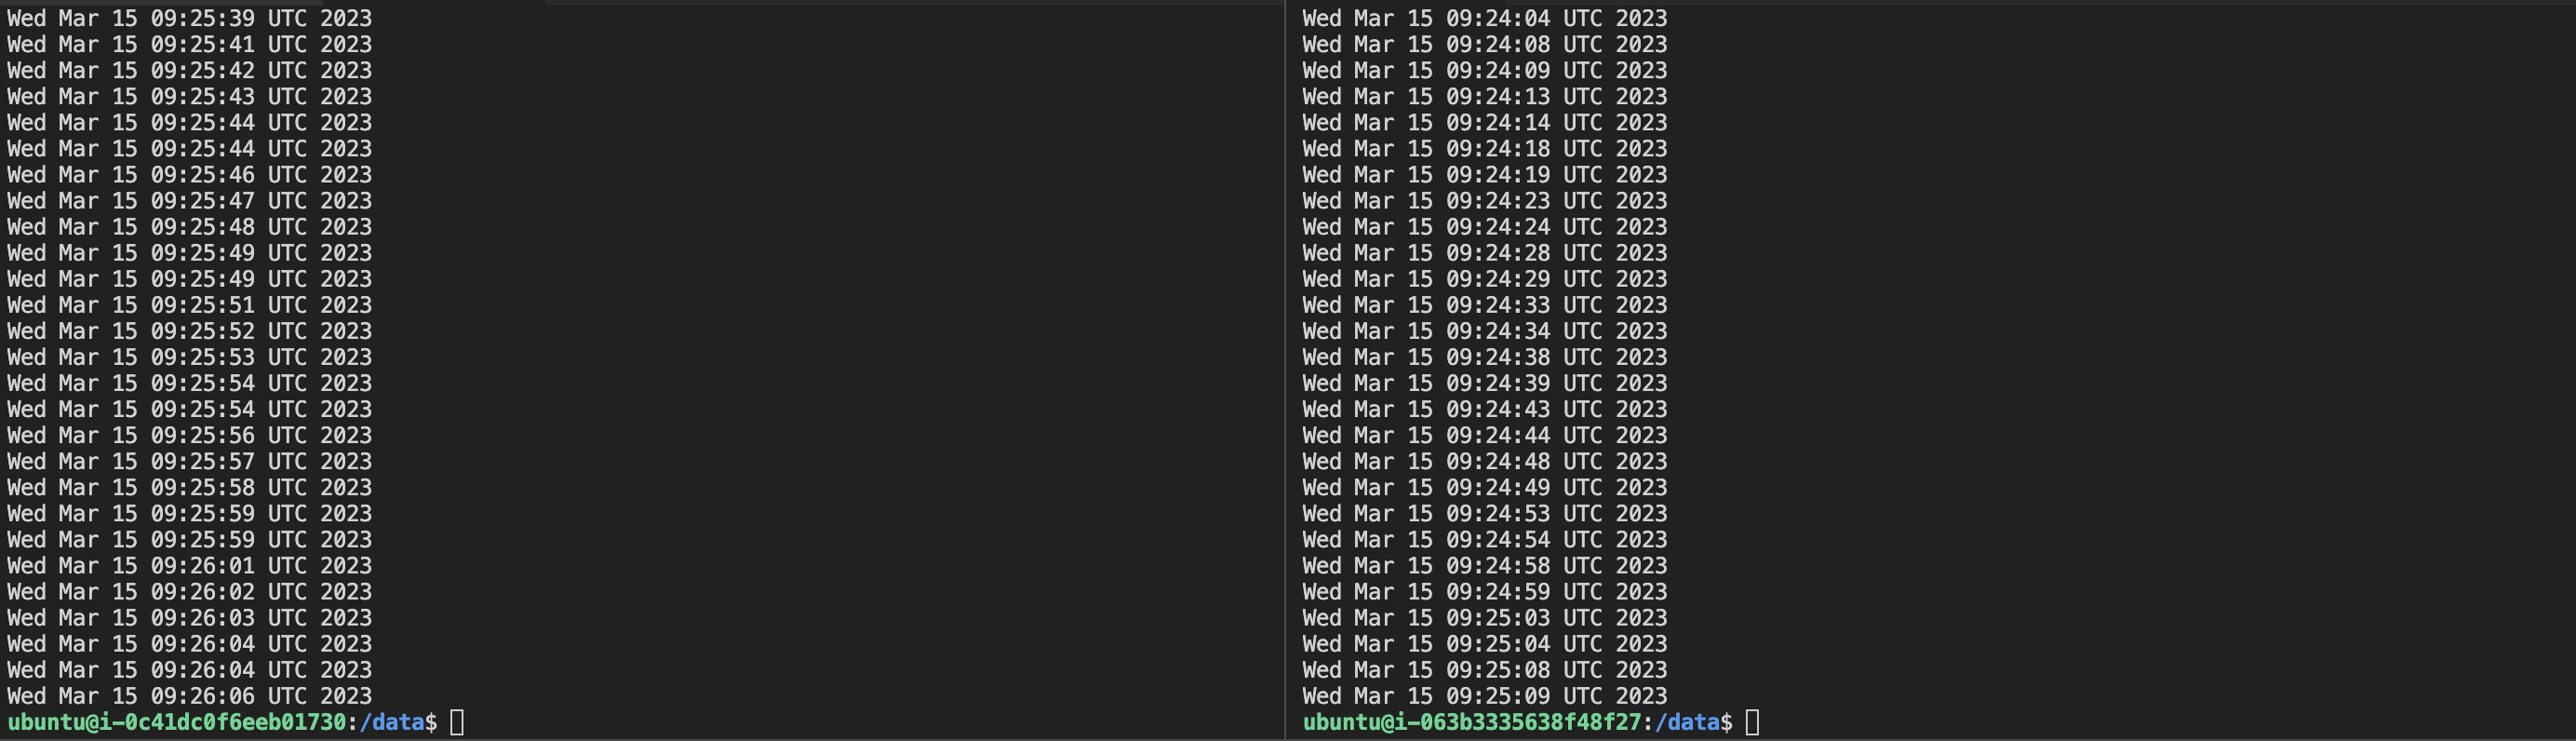 Wed Mar 15 09:25:39 UTC 2023
Wed Mar 15 09:25:41 UTC 2023
Wed Mar 15 09:25:42 UTC 2023
Wed Mar 15 09:25:43 UTC 2023
Wed Mar 15 09:25:44 UTC 2023
Wed Mar 15 09:25:44 UTC 2023
Wed Mar 15 09:25:46 UTC 2023
Wed Mar 15 09:25:47 UTC 2023
Wed Mar 15 09:25:48 UTC 2023
Wed Mar 15 09:25:49 UTC 2023
Wed Mar 15 09:25:49 UTC 2023
Wed Mar 15 09:25:51 UTC 2023
Wed Mar 15 09:25:52 UTC 2023
Wed Mar 15 09:25:53 UTC 2023
Wed Mar 15 09:25:54 UTC 2023
Wed Mar 15 09:25:54 UTC 2023
Wed Mar 15 09:25:56 UTC 2023
Wed Mar 15 09:25:57 UTC 2023
Wed Mar 15 09:25:58 UTC 2023
Wed Mar 15 09:25:59 UTC 2023
Wed Mar 15 09:25:59 UTC 2023
Wed Mar 15 09:26:01 UTC 2023
Wed Mar 15 09:26:02 UTC 2023
Wed Mar 15 09:26:03 UTC 2023
Wed Mar 15 09:26:04 UTC 2023
Wed Mar 15 09:26:04 UTC 2023
Wed Mar 15 09:26:06 UTC 2023
ubuntu@i-0c41dc0f6eeb01730:/data$
Wed Mar 15 09:24:04 UTC 2023
Wed Mar 15 09:24:08 UTC 2023
Wed Mar 15 09:24:09 UTC 2023
Wed Mar 15 09:24:13 UTC 2023
Wed Mar 15 09:24:14 UTC 2023
Wed Mar 15 09:24:18 UTC 2023
Wed Mar 15 09:24:19 UTC 2023
Wed Mar 15 09:24:23 UTC 2023
Wed Mar 15 09:24:24 UTC 2023
Wed Mar 15 09:24:28 UTC 2023
Wed Mar 15 09:24:29 UTC 2023
Wed Mar 15 09:24:33 UTC 2023
Wed Mar 15 09:24:34 UTC 2023
Wed Mar 15 09:24:38 UTC 2023
Wed Mar 15 09:24:39 UTC 2023
Wed Mar 15 09:24:43 UTC 2023
Wed Mar 15 09:24:44 UTC 2023
Wed Mar 15 09:24:48 UTC 2023
Wed Mar 15 09:24:49 UTC 2023
Wed Mar 15 09:24:53 UTC 2023
Wed Mar 15 09:24:54 UTC 2023
Wed Mar 15 09:24:58 UTC 2023
Wed Mar 15 09:24:59 UTC 2023
Wed Mar 15 09:25:03 UTC 2023
Wed Mar 15 09:25:04 UTC 2023
Wed Mar 15 09:25:08 UTC 2023
Wed Mar 15 09:25:09 UTC 2023
ubuntu@i-063b3335638f48f27:/data$